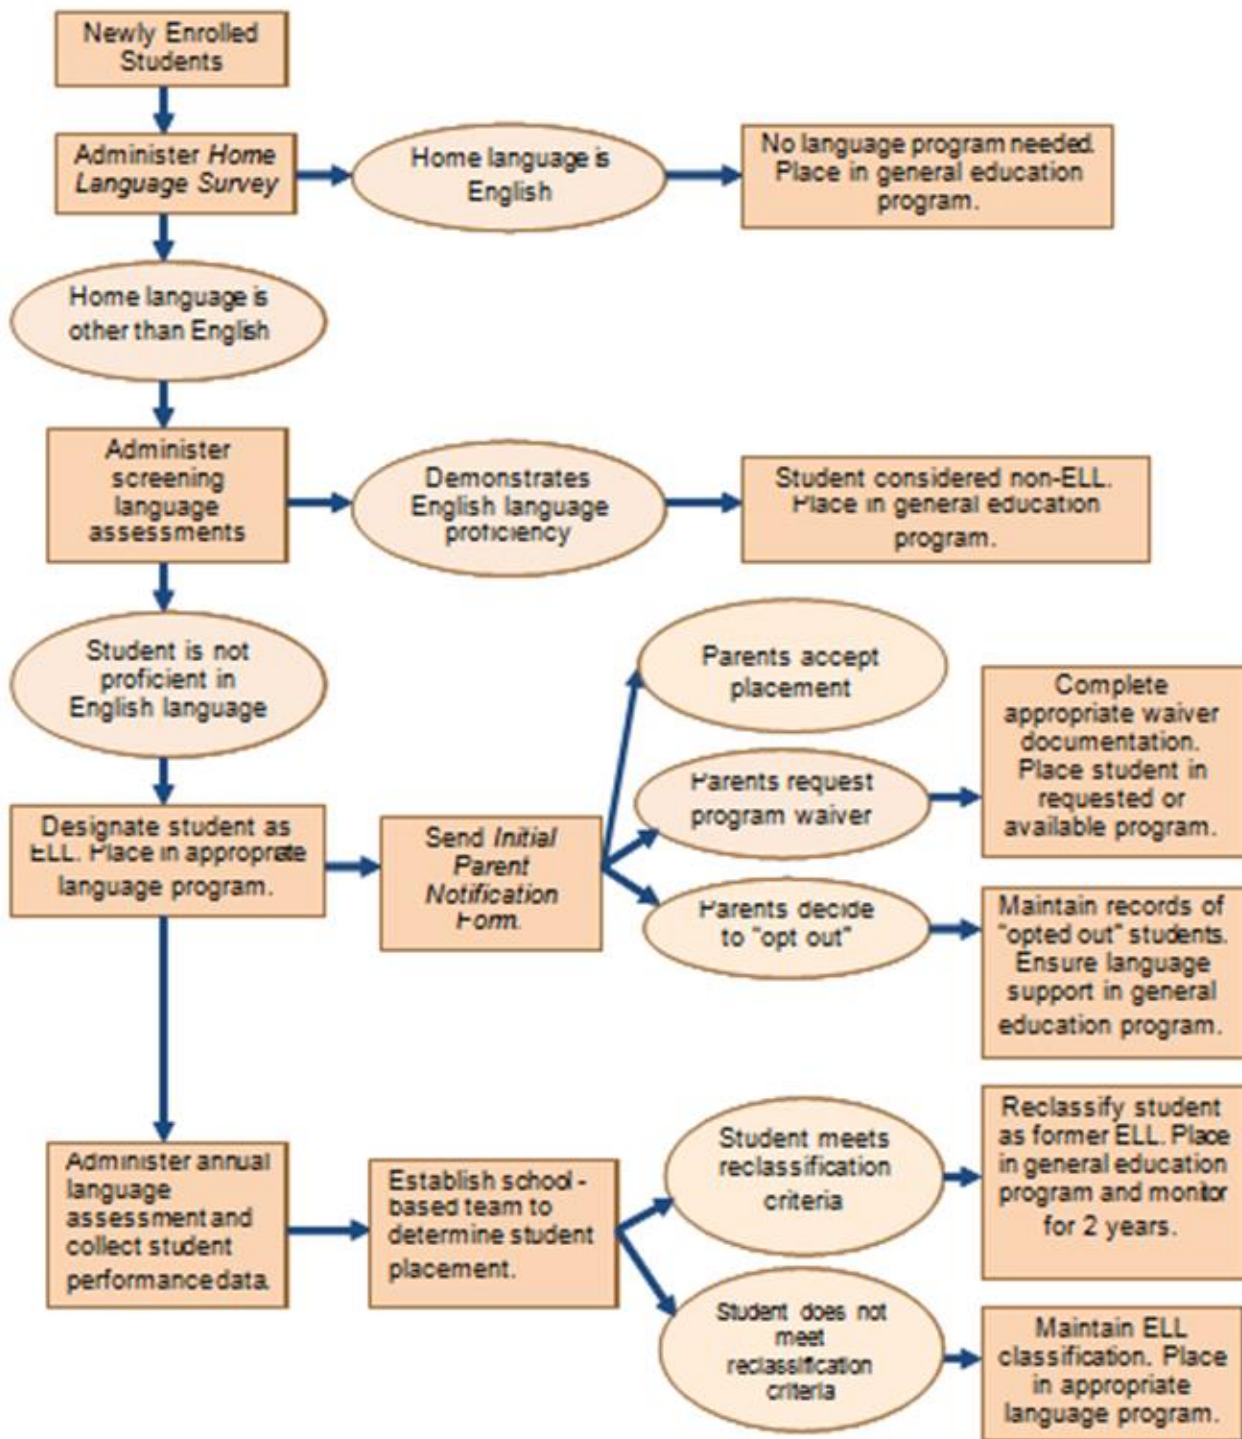 Newly Enrolled
Students
Administer Home
Language Survey
Home language is
English
No language program needed.
Place in general education
program.
Home language is
other than English
Administer
screening
language
assessments
Demonstrates
English language
proficiency
Student considered non-ELL.
Place in general education
program.
Student is not
proficient in
English language
Parents accept
placement
Complete
appropriate waiver
documentation.
Place student in
requested or
available program.
Parents request
program waiver
Designate student as
ELL. Place in appropriate
language program.
Send Initial
Parent
Notification
Form.
Parents decide
to "opt out"
Maintain records of
"opted out" students.
Ensure language
support in general
education program.
Administer annual
language
assessment and
collect student
performance data.
Establish school-
based team to
determine student
placement.
Student meets
reclassification
criteria
Reclassify student
as former ELL. Place
in general education
program and monitor
for 2 years.
Student does not
meet
reclassification
criteria
Maintain ELL
classification. Place
in appropriate
language program.